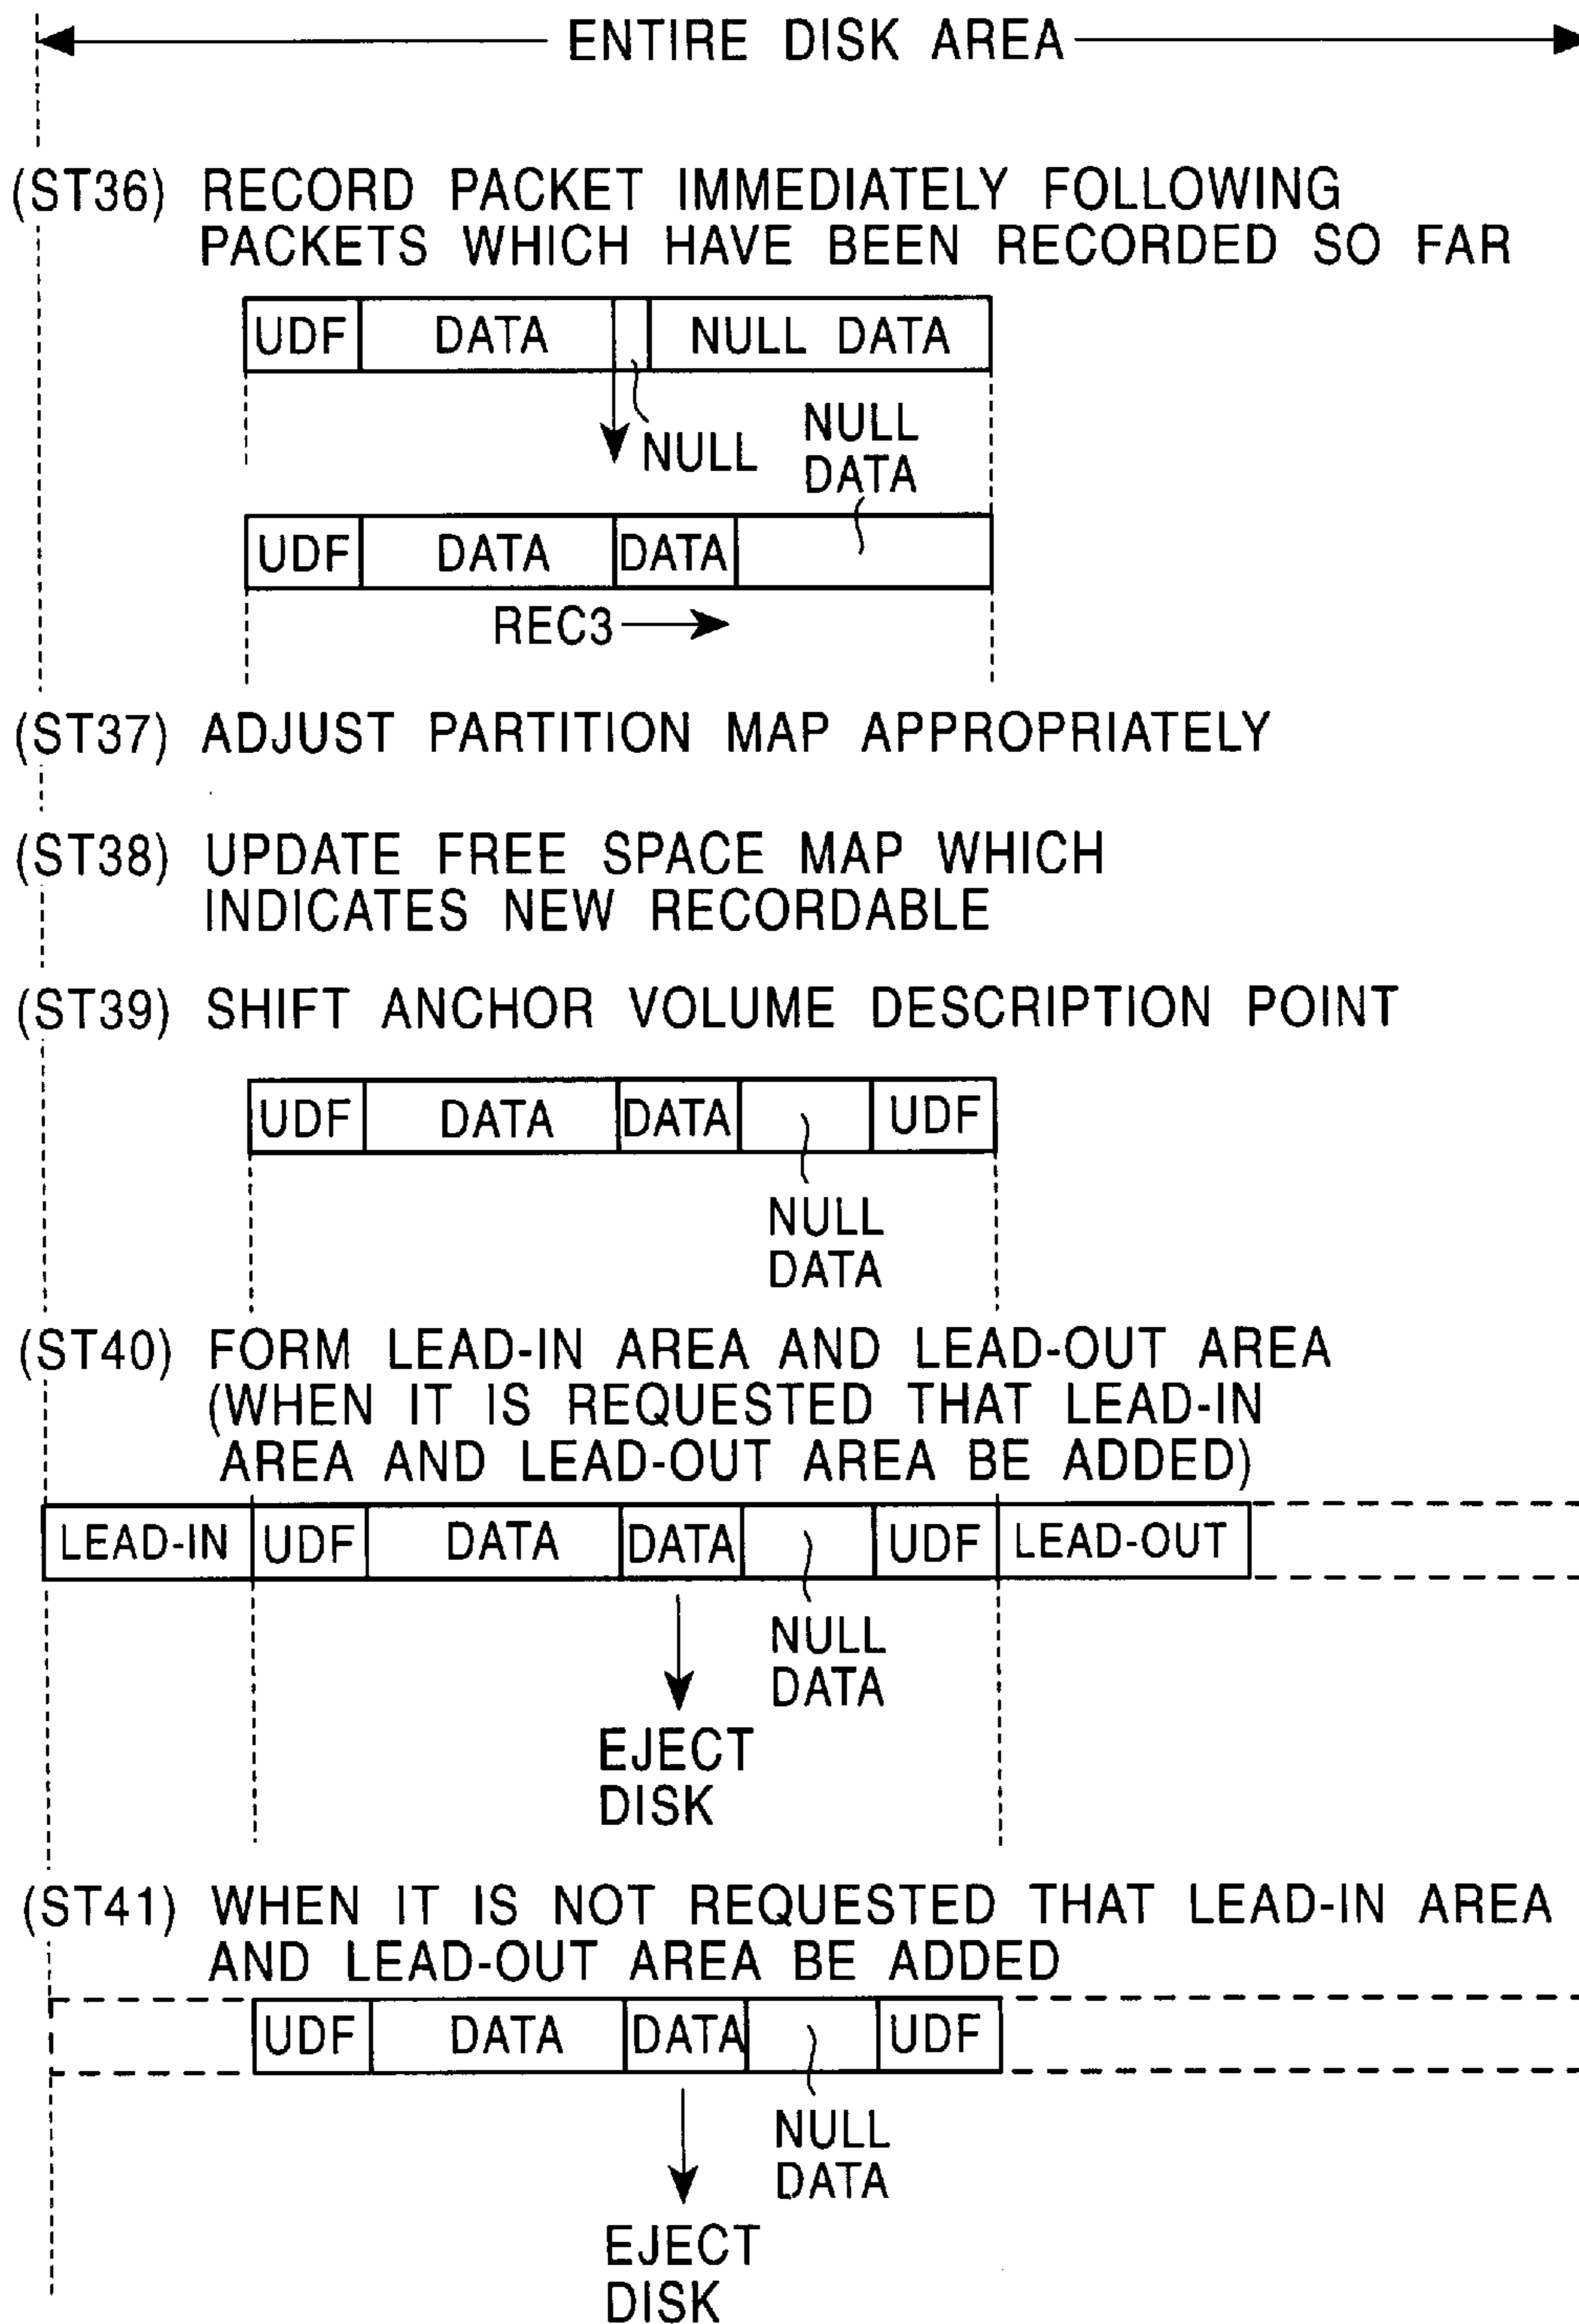 ENTIRE DISK AREA
(ST36) RECORD PACKET IMMEDIATELY FOLLOWING
PACKETS WHICH HAVE BEEN RECORDED SO FAR
UDF DATA NULL DATA
NULL
NULL
DATA
UDF DATA DATA
REC3
(ST37) ADJUST PARTITION MAP APPROPRIATELY
(ST38) UPDATE FREE SPACE MAP WHICH
INDICATES NEW RECORDABLE
(ST39) SHIFT ANCHOR VOLUME DESCRIPTION POINT
UDF DATA DATA UDF
NULL
DATA
(ST40) FORM LEAD-IN AREA AND LEAD-OUT AREA
(WHEN IT IS REQUESTED THAT LEAD-IN
AREA AND LEAD-OUT AREA BE ADDED)
LEAD-IN UDF DATA DATA UDF LEAD-OUT
NULL
DATA
EJECT
DISK
(ST41) WHEN IT IS NOT REQUESTED THAT LEAD-IN AREA
AND LEAD-OUT AREA BE ADDED
UDF DATA DATA UDF
NULL
DATA
EJECT
DISK